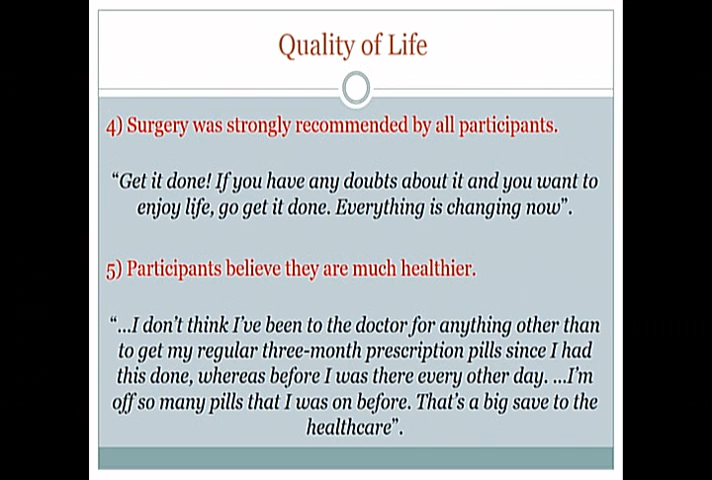 Quality of Life
4) Surgery was strongly recommended by all participants.
“Get it done! If you have any doubts about it and you want to
enjoy life, go get it done. Everything is changing now”.
5) Participants believe they are much healthier.
“…I don’t think I’ve been to the doctor for anything other than
to get my regular three-month prescription pills since I had
this done, whereas before I was there every other day. …I’m
off so many pills that I was on before. That’s a big save to the
healthcare”.